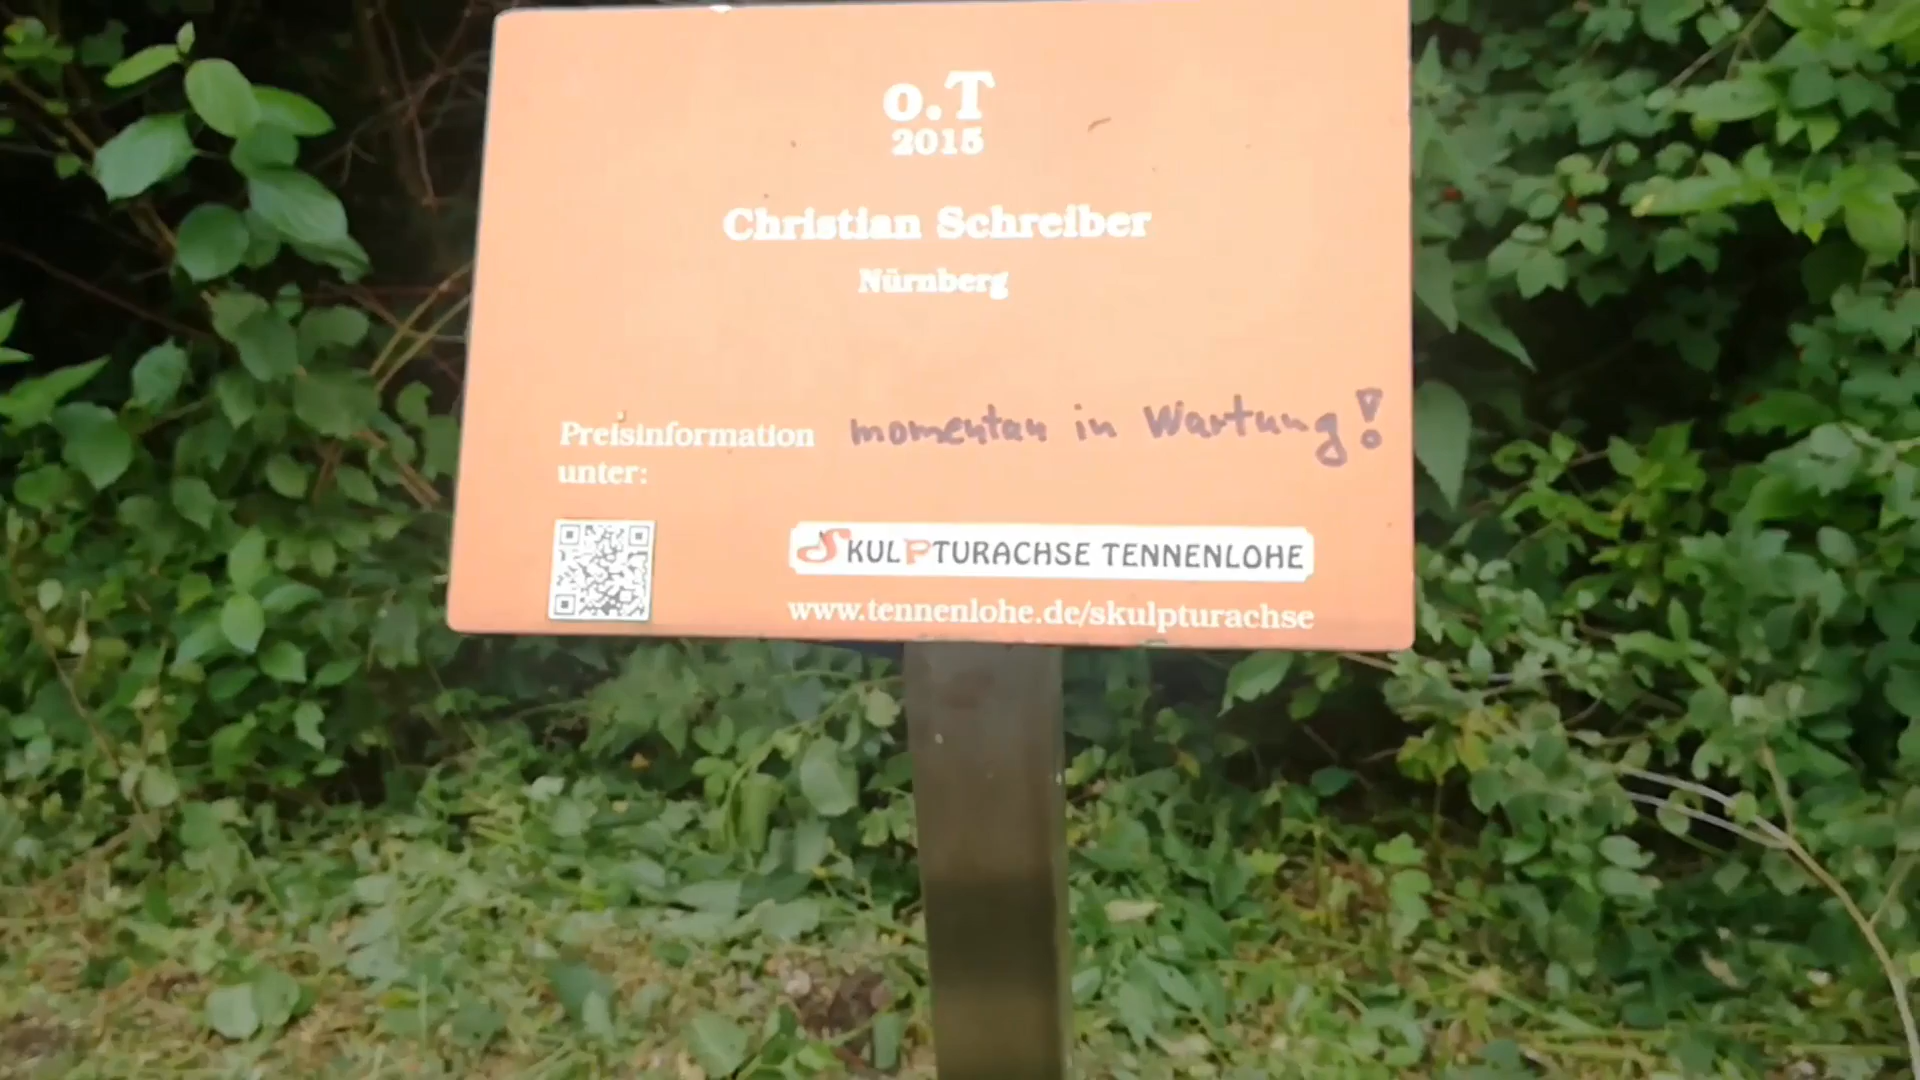 o.T
2015
Christian Schreiber
Nürnberg
momentan in Wartung!
Preisinformation
unter:
SKULPTURACHSE TENNENLOHE
www.tennenlohe.de/skulpturachse